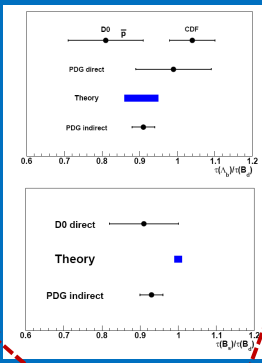 D0 p̅ CDF
PDG direct
Theory
PDG indirect
0.6 0.7 0.8 0.9 1 1.1 1.2
τ(Λb)/τ(Bd)
D0 direct
Theory
PDG indirect
0.6 0.7 0.8 0.9 1 1.1 1.2
τ(Bs)/τ(Bd)